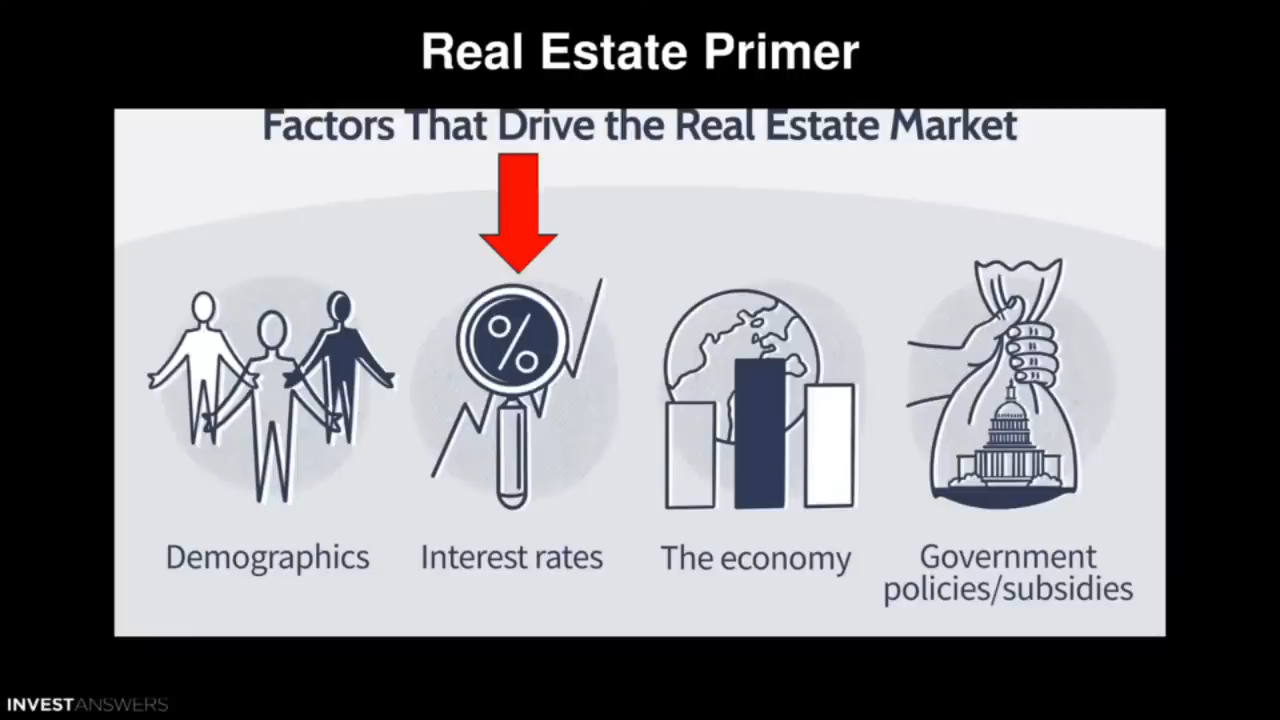 Real Estate Primer
Factors That Drive the Real Estate Market
%
Demographics
Interest rates
The economy
Government
policies/subsidies
INVESTANSWERS